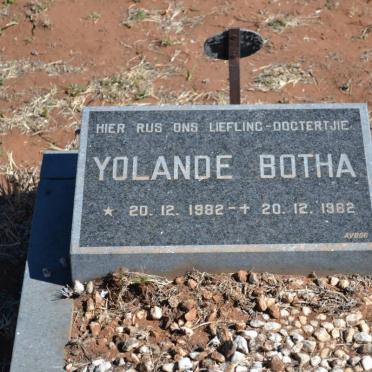 HIER RUS ONS LIEFLING-DOGTERTJIE
YOLANDE BOTHA
★ 20. 12. 1982 - ✝ 20. 12. 1982
AVBOB